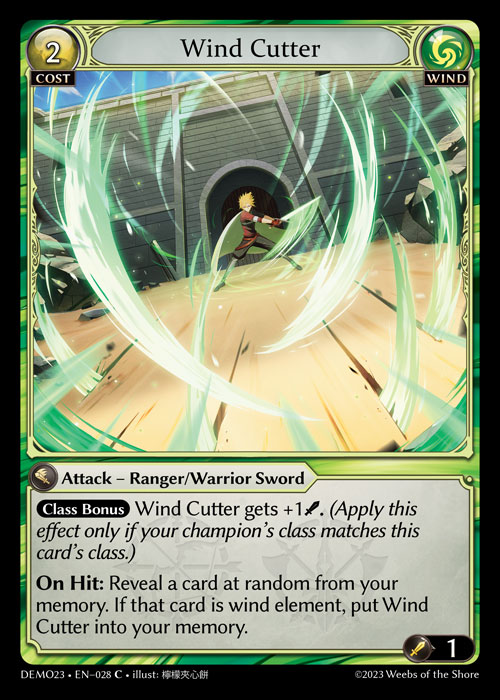 2
Wind Cutter
COST
WIND
Attack – Ranger/Warrior Sword
Class Bonus Wind Cutter gets +1. (Apply this
effect only if your champion's class matches this
card's class.)
On Hit: Reveal a card at random from your
memory. If that card is wind element, put Wind
Cutter into your memory.
1
DEMO23 • EN–028 C • illust: 檸檬夾心餅
©2023 Weebs of the Shore